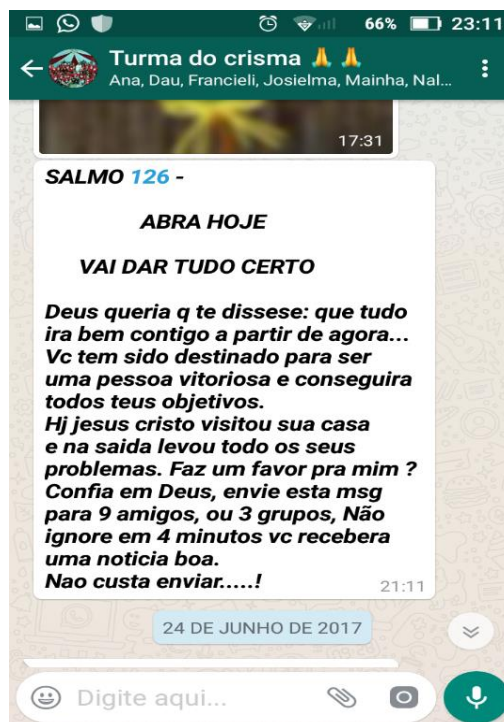 66% 23:11
Turma do crisma
Ana, Dau, Francieli, Josielma, Mainha, Nal...
17:31
SALMO 126 -
ABRA HOJE
VAI DAR TUDO CERTO
Deus queria q te dissese: que tudo
ira bem contigo a partir de agora...
Vc tem sido destinado para ser
uma pessoa vitoriosa e conseguira
todos teus objetivos.
Hj jesus cristo visitou sua casa
e na saida levou todo os seus
problemas. Faz um favor pra mim ?
Confia em Deus, envie esta msg
para 9 amigos, ou 3 grupos, Não
ignore em 4 minutos vc recebera
uma noticia boa.
Nao custa enviar.....!
21:11
24 DE JUNHO DE 2017
Digite aqui...